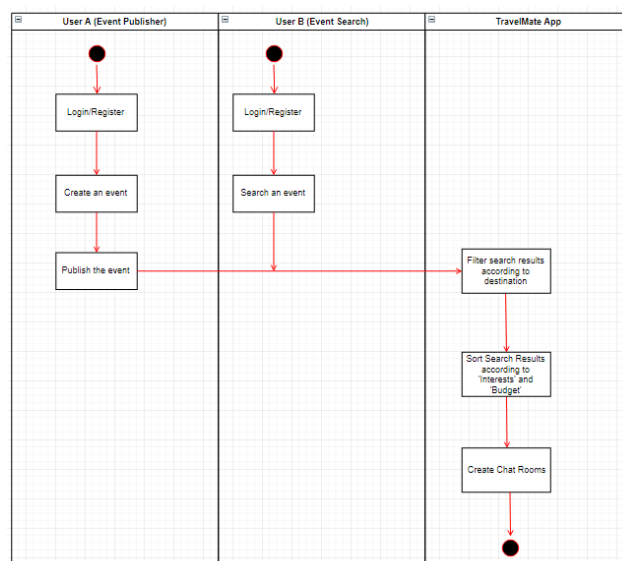 User A (Event Publisher)
User B (Event Search)
TravelMate App
Login/Register
Login/Register
Create an event
Search an event
Publish the event
Filter search results
according to
destination
Sort Search Results
according to
'Interests' and
'Budget'
Create Chat Rooms